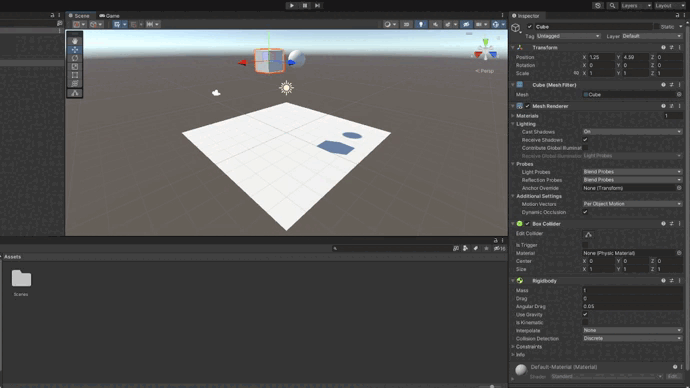 Scene
Game
Layers
Layout
Inspector
Cube
Static
Tag Untagged
Layer Default
Transform
Position X 1.25 Y 4.39 Z 0
Rotation X 0 Y 0 Z 0
Scale X 1 Y 1 Z 1
Cube (Mesh Filter)
Mesh Cube
Mesh Renderer
Materials 1
Lighting
Cast Shadows On
Receive Shadows
Contribute Global Illuminat
Receive Global Illumination Light Probes
Probes
Light Probes Blend Probes
Reflection Probes Blend Probes
Anchor Override None (Transform)
Additional Settings
Motion Vectors Per Object Motion
Dynamic Occlusion
Box Collider
Edit Collider
Is Trigger
Material None (Physic Material)
Center X 0 Y 0 Z 0
Size X 1 Y 1 Z 1
Rigidbody
Mass 1
Drag 0
Angular Drag 0.05
Use Gravity
Is Kinematic
Interpolate None
Collision Detection Discrete
Constraints
Info
Default-Material (Material)
Shader Standard
Persp
Assets
Scenes